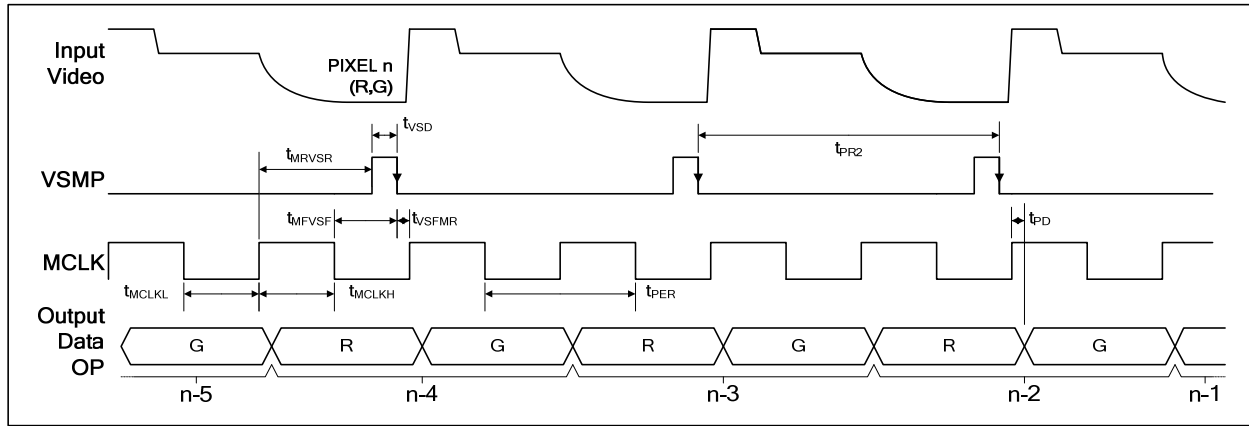 Input
Video
PIXEL n
(R,G)
tVSD
tMRVSR
tPR2
VSMP
tMFVSF
tVSFMR
tPD
MCLK
tMCLKL
tMCLKH
tPER
Output
Data
OP
G R G R G R G
n-5 n-4 n-3 n-2 n-1